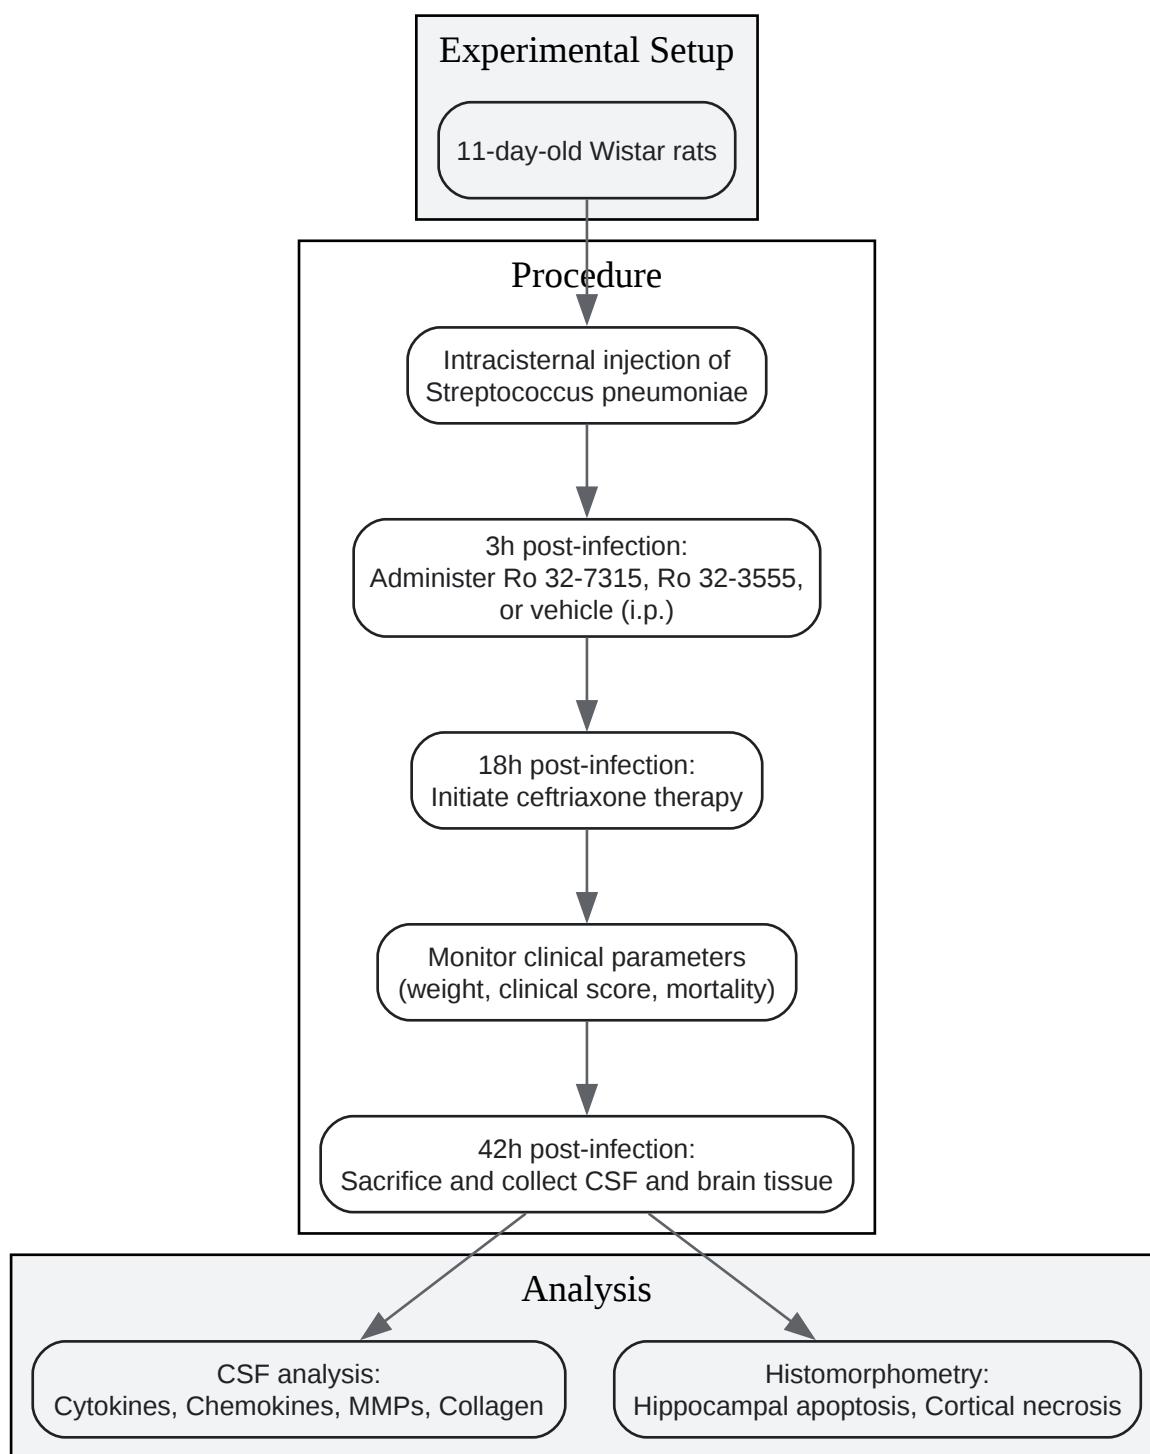 Experimental Setup
11-day-old Wistar rats
Procedure
Intracisternal injection of
Streptococcus pneumoniae
3h post-infection:
Administer Ro 32-7315, Ro 32-3555,
or vehicle (i.p.)
18h post-infection:
Initiate ceftriaxone therapy
Monitor clinical parameters
(weight, clinical score, mortality)
42h post-infection:
Sacrifice and collect CSF and brain tissue
Analysis
CSF analysis:
Cytokines, Chemokines, MMPs, Collagen
Histomorphometry:
Hippocampal apoptosis, Cortical necrosis